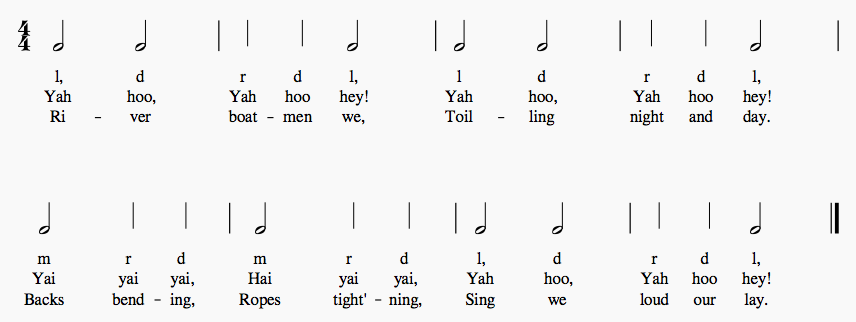 4
4
l, d r d l, l d r d l,
Yah hoo, Yah hoo hey! Yah hoo, Yah hoo hey!
Ri - ver boat - men we, Toil - ling night and day.
m r d m r d l, d r d l,
Yai yai yai, Hai yai yai, Yah hoo, Yah hoo hey!
Backs bend - ing, Ropes tight' - ning, Sing we loud our lay.